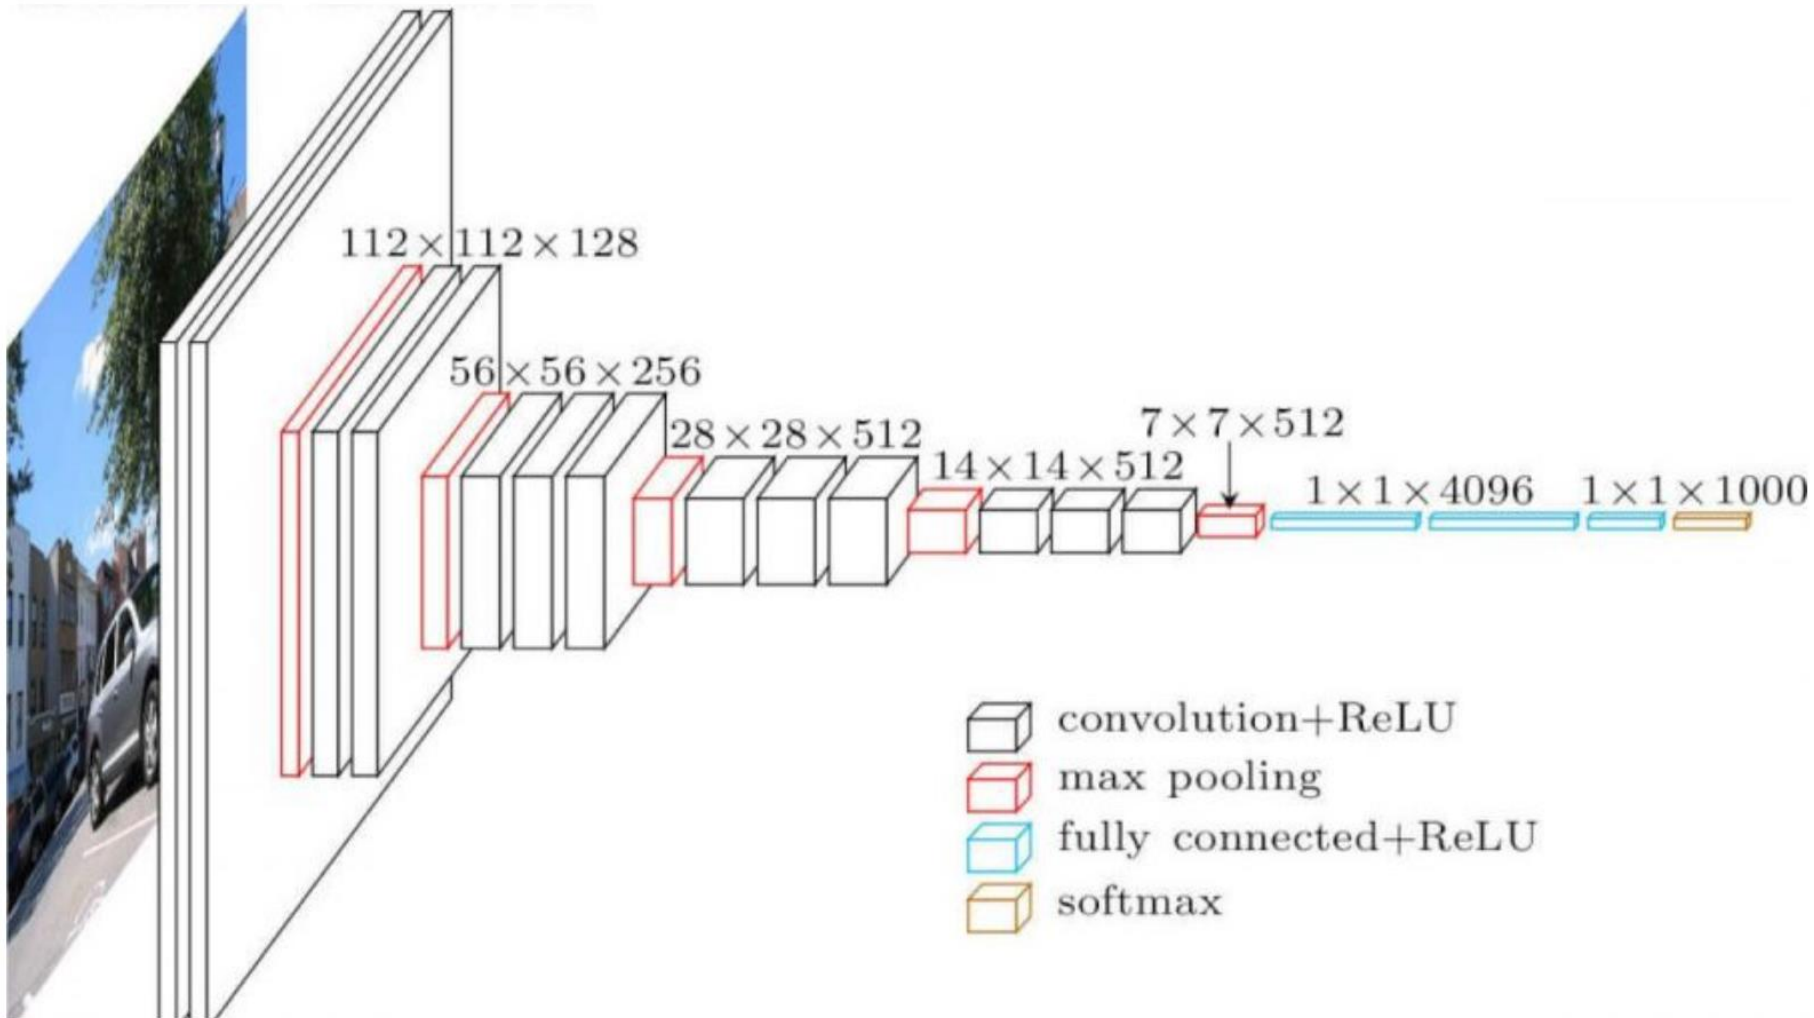 112×112×128
56×56×256
28×28×512
14×14×512
7×7×512
1×1×4096
1×1×1000
convolution+ReLU
max pooling
fully connected+ReLU
softmax